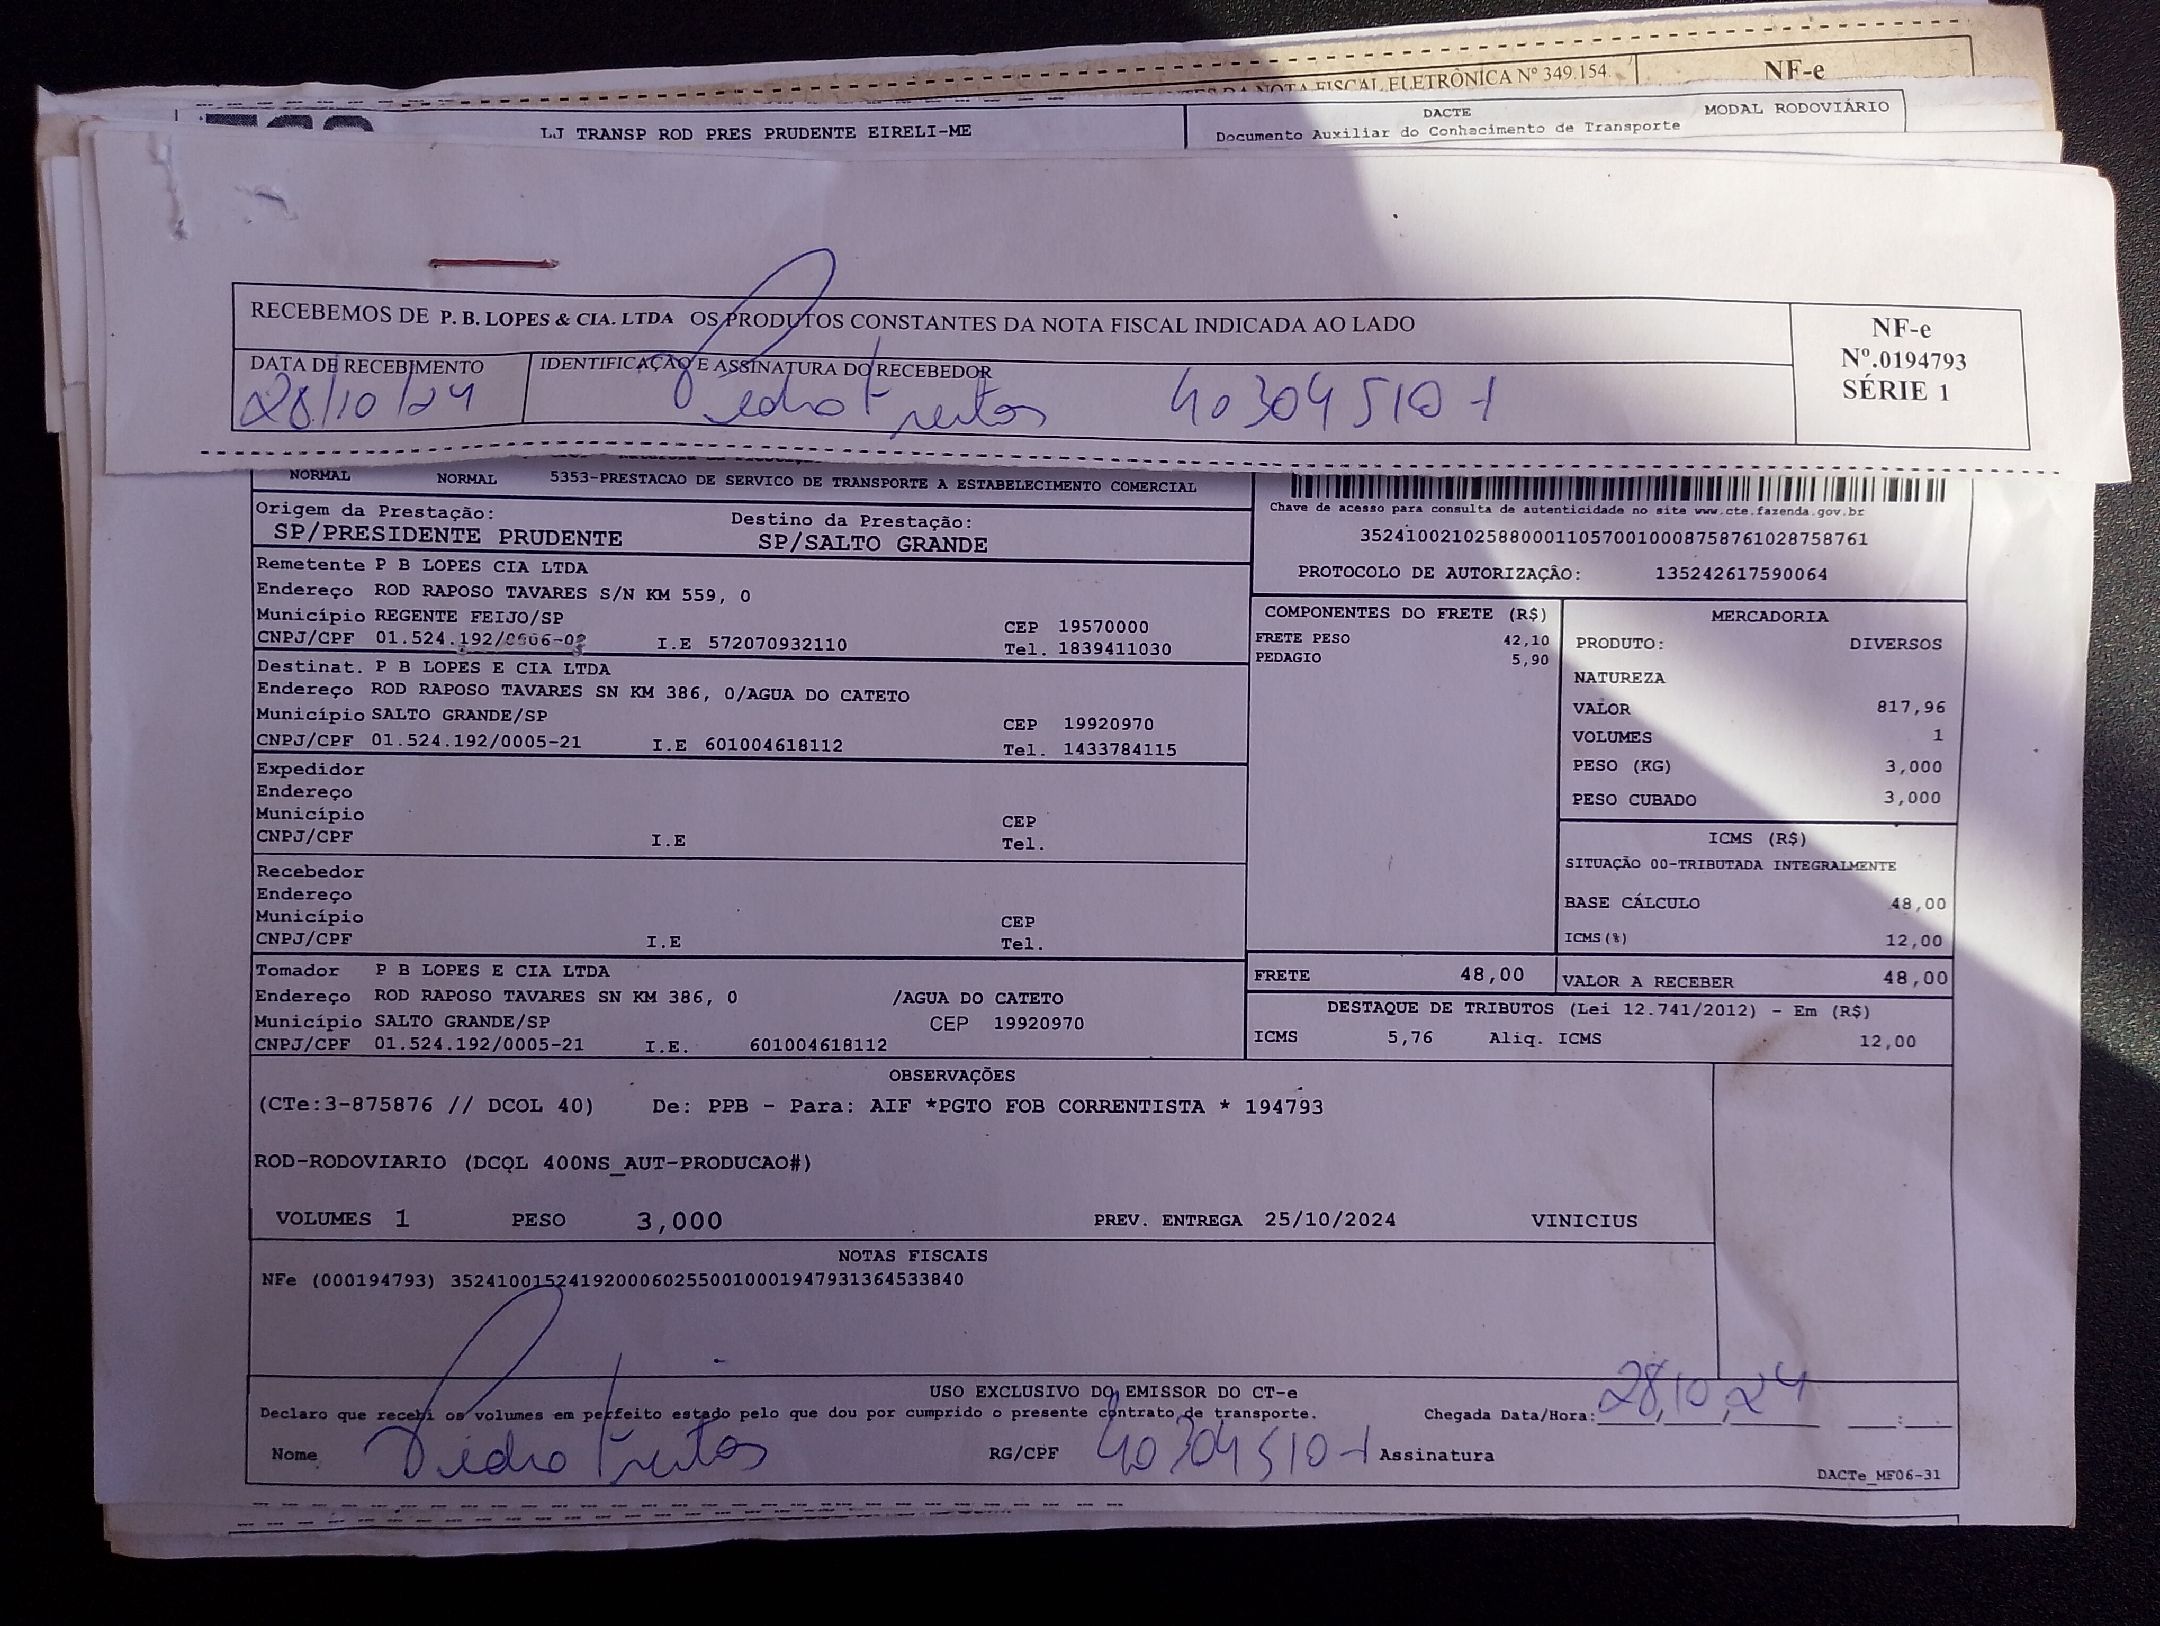 NOTA FISCAL ELETRÔNICA Nº 349.154
NF-e
LJ TRANSP ROD PRES PRUDENTE EIRELI-ME
DACTE
MODAL RODOVIÁRIO
Documento Auxiliar do Conhacimento de Transporte
RECEBEMOS DE P. B. LOPES & CIA. LTDA OS PRODUTOS CONSTANTES DA NOTA FISCAL INDICADA AO LADO
NF-e
Nº.0194793
SÉRIE 1
DATA DE RECEBIMENTO
IDENTIFICAÇÃO E ASSINATURA DO RECEBEDOR
28/10/24
Pedro Freitas 40304510-1
NORMAL NORMAL 5353-PRESTACAO DE SERVICO DE TRANSPORTE A ESTABELECIMENTO COMERCIAL
Chave de acesso para consulta de autenticidade no site www.cte.fazenda.gov.br
35241002102588000110570010008758761028758761
PROTOCOLO DE AUTORIZAÇÂO: 135242617590064
Origem da Prestação: Destino da Prestação:
SP/PRESIDENTE PRUDENTE SP/SALTO GRANDE
Remetente P B LOPES CIA LTDA
Endereço ROD RAPOSO TAVARES S/N KM 559, 0
Município REGENTE FEIJO/SP CEP 19570000
CNPJ/CPF 01.524.192/0606-02 I.E 572070932110 Tel. 1839411030
Destinat. P B LOPES E CIA LTDA
Endereço ROD RAPOSO TAVARES SN KM 386, 0/AGUA DO CATETO
Município SALTO GRANDE/SP CEP 19920970
CNPJ/CPF 01.524.192/0005-21 I.E 601004618112 Tel. 1433784115
Expedidor
Endereço
Município CEP
CNPJ/CPF I.E Tel.
Recebedor
Endereço
Município CEP
CNPJ/CPF I.E Tel.
Tomador P B LOPES E CIA LTDA
Endereço ROD RAPOSO TAVARES SN KM 386, 0 /AGUA DO CATETO
Município SALTO GRANDE/SP CEP 19920970
CNPJ/CPF 01.524.192/0005-21 I.E. 601004618112
COMPONENTES DO FRETE (R$)
FRETE PESO 42,10
PEDAGIO 5,90
MERCADORIA
PRODUTO: DIVERSOS
NATUREZA
VALOR 817,96
VOLUMES 1
PESO (KG) 3,000
PESO CUBADO 3,000
ICMS (R$)
SITUAÇÃO 00-TRIBUTADA INTEGRALMENTE
BASE CÁLCULO 48,00
ICMS(%) 12,00
FRETE 48,00
VALOR A RECEBER 48,00
DESTAQUE DE TRIBUTOS (Lei 12.741/2012) - Em (R$)
ICMS 5,76 Aliq. ICMS 12,00
OBSERVAÇÕES
(CTe:3-875876 // DCOL 40) De: PPB - Para: AIF *PGTO FOB CORRENTISTA * 194793
ROD-RODOVIARIO (DCOL 400NS_AUT-PRODUCAO#)
VOLUMES 1 PESO 3,000 PREV. ENTREGA 25/10/2024 VINICIUS
NOTAS FISCAIS
NFe (000194793) 35241001524192000602550010001947931364533840
USO EXCLUSIVO DO EMISSOR DO CT-e
Declaro que recebi os volumes em perfeito estado pelo que dou por cumprido o presente contrato de transporte. Chegada Data/Hora: 28,10,24
Nome Pedro Freitas RG/CPF 40304510-1 Assinatura
DACTe_MF06-31